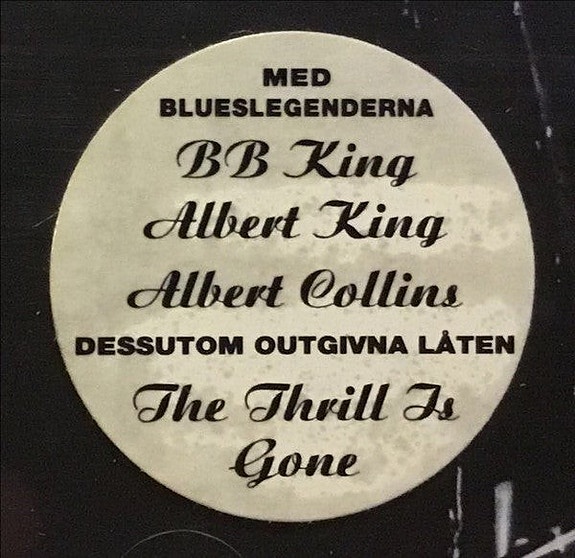 MED
BLUESLEGENDERNA
BB King
Albert King
Albert Collins
DESSUTOM OUTGIVNA LÅTEN
The Thrill Is
Gone